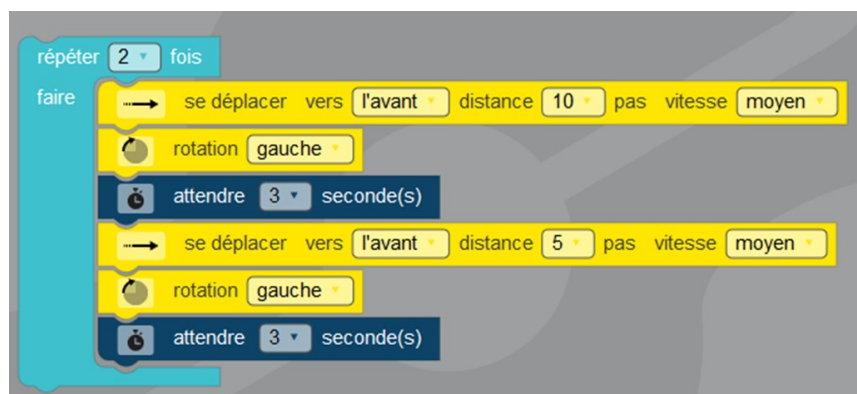 répéter 2 fois
faire
se déplacer vers l'avant distance 10 pas vitesse moyen
rotation gauche
attendre 3 seconde(s)
se déplacer vers l'avant distance 5 pas vitesse moyen
rotation gauche
attendre 3 seconde(s)